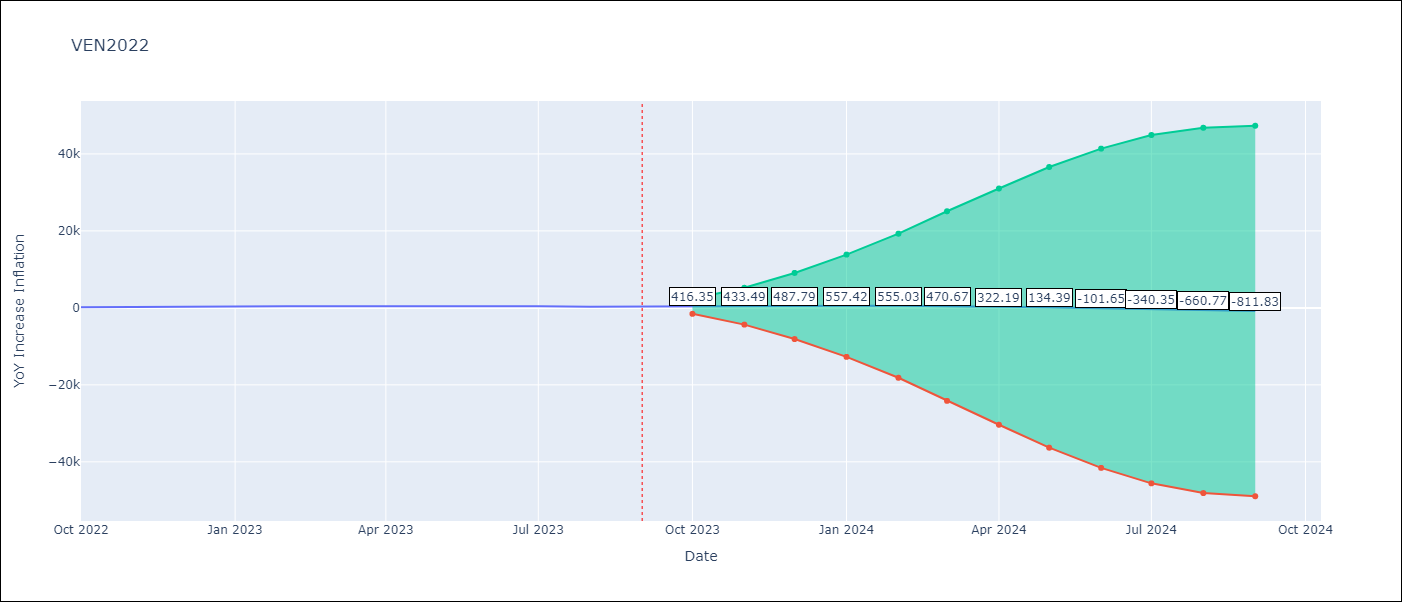 VEN2022
YoY Increase Inflation
40k
20k
0
−20k
−40k
416.35 433.49 487.79 557.42 555.03 470.67 322.19 134.39 -101.65 -340.35 -660.77 -811.83
Oct 2022 Jan 2023 Apr 2023 Jul 2023 Oct 2023 Jan 2024 Apr 2024 Jul 2024 Oct 2024
Date